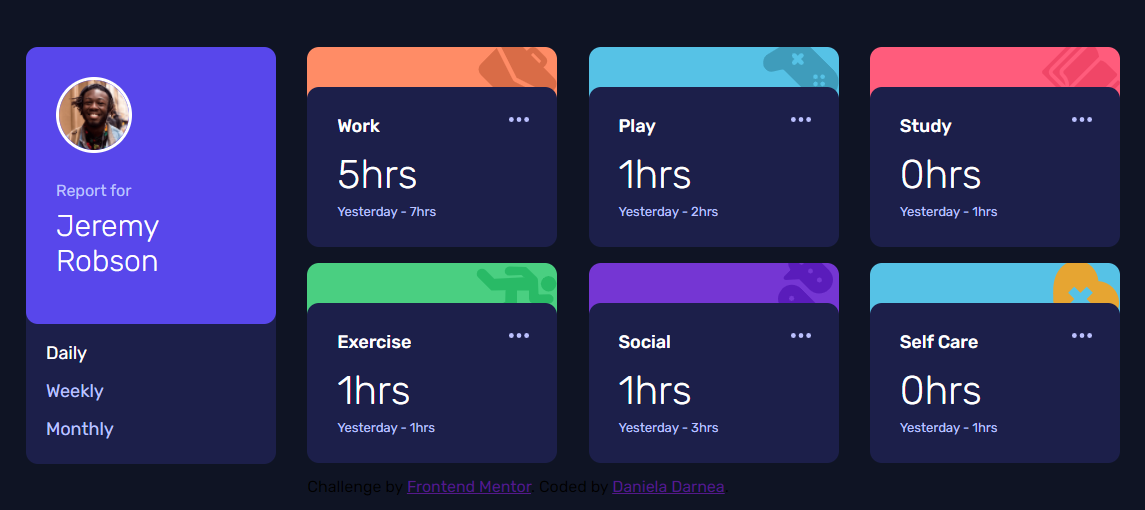 Report for
Jeremy
Robson
Daily
Weekly
Monthly
Work
5hrs
Yesterday - 7hrs
Play
1hrs
Yesterday - 2hrs
Study
0hrs
Yesterday - 1hrs
Exercise
1hrs
Yesterday - 1hrs
Social
1hrs
Yesterday - 3hrs
Self Care
0hrs
Yesterday - 1hrs
Challenge by Frontend Mentor. Coded by Daniela Darnea.